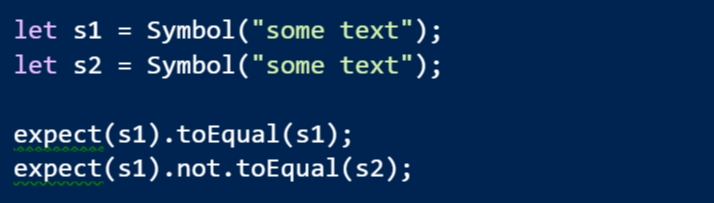 let s1 = Symbol("some text");
let s2 = Symbol("some text");
expect(s1).toEqual(s1);
expect(s1).not.toEqual(s2);